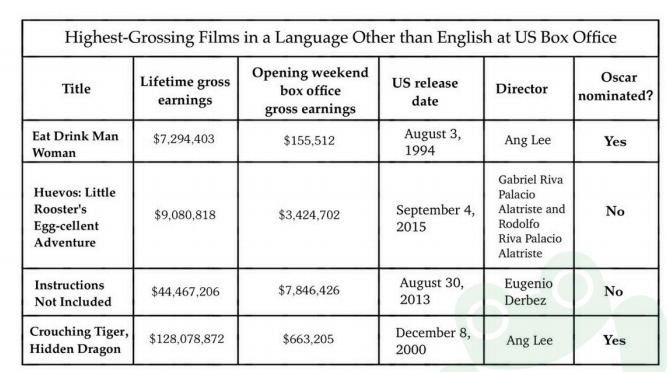 Highest-Grossing Films in a Language Other than English at US Box Office
Title
Lifetime gross
earnings
Opening weekend
box office
gross earnings
US release
date
Director
Oscar
nominated?
Eat Drink Man
Woman
$7,294,403
$155,512
August 3,
1994
Ang Lee
Yes
Huevos: Little
Rooster's
Egg-cellent
Adventure
$9,080,818
$3,424,702
September 4,
2015
Gabriel Riva
Palacio
Alatriste and
Rodolfo
Riva Palacio
Alatriste
No
Instructions
Not Included
$44,467,206
$7,846,426
August 30,
2013
Eugenio
Derbez
No
Crouching Tiger,
Hidden Dragon
$128,078,872
$663,205
December 8,
2000
Ang Lee
Yes